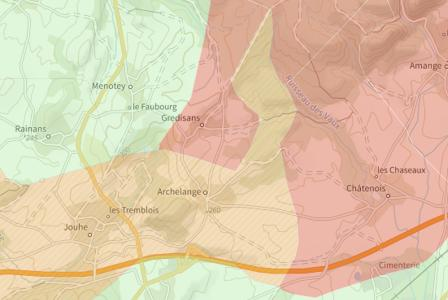 Amange
Menotey
le Faubourg
Gredisans
Ruisseau des Vaux
Rainans
les Chaseaux
Châtenois
Archelange
260
les Tremblois
Jouhe
Cimenterie